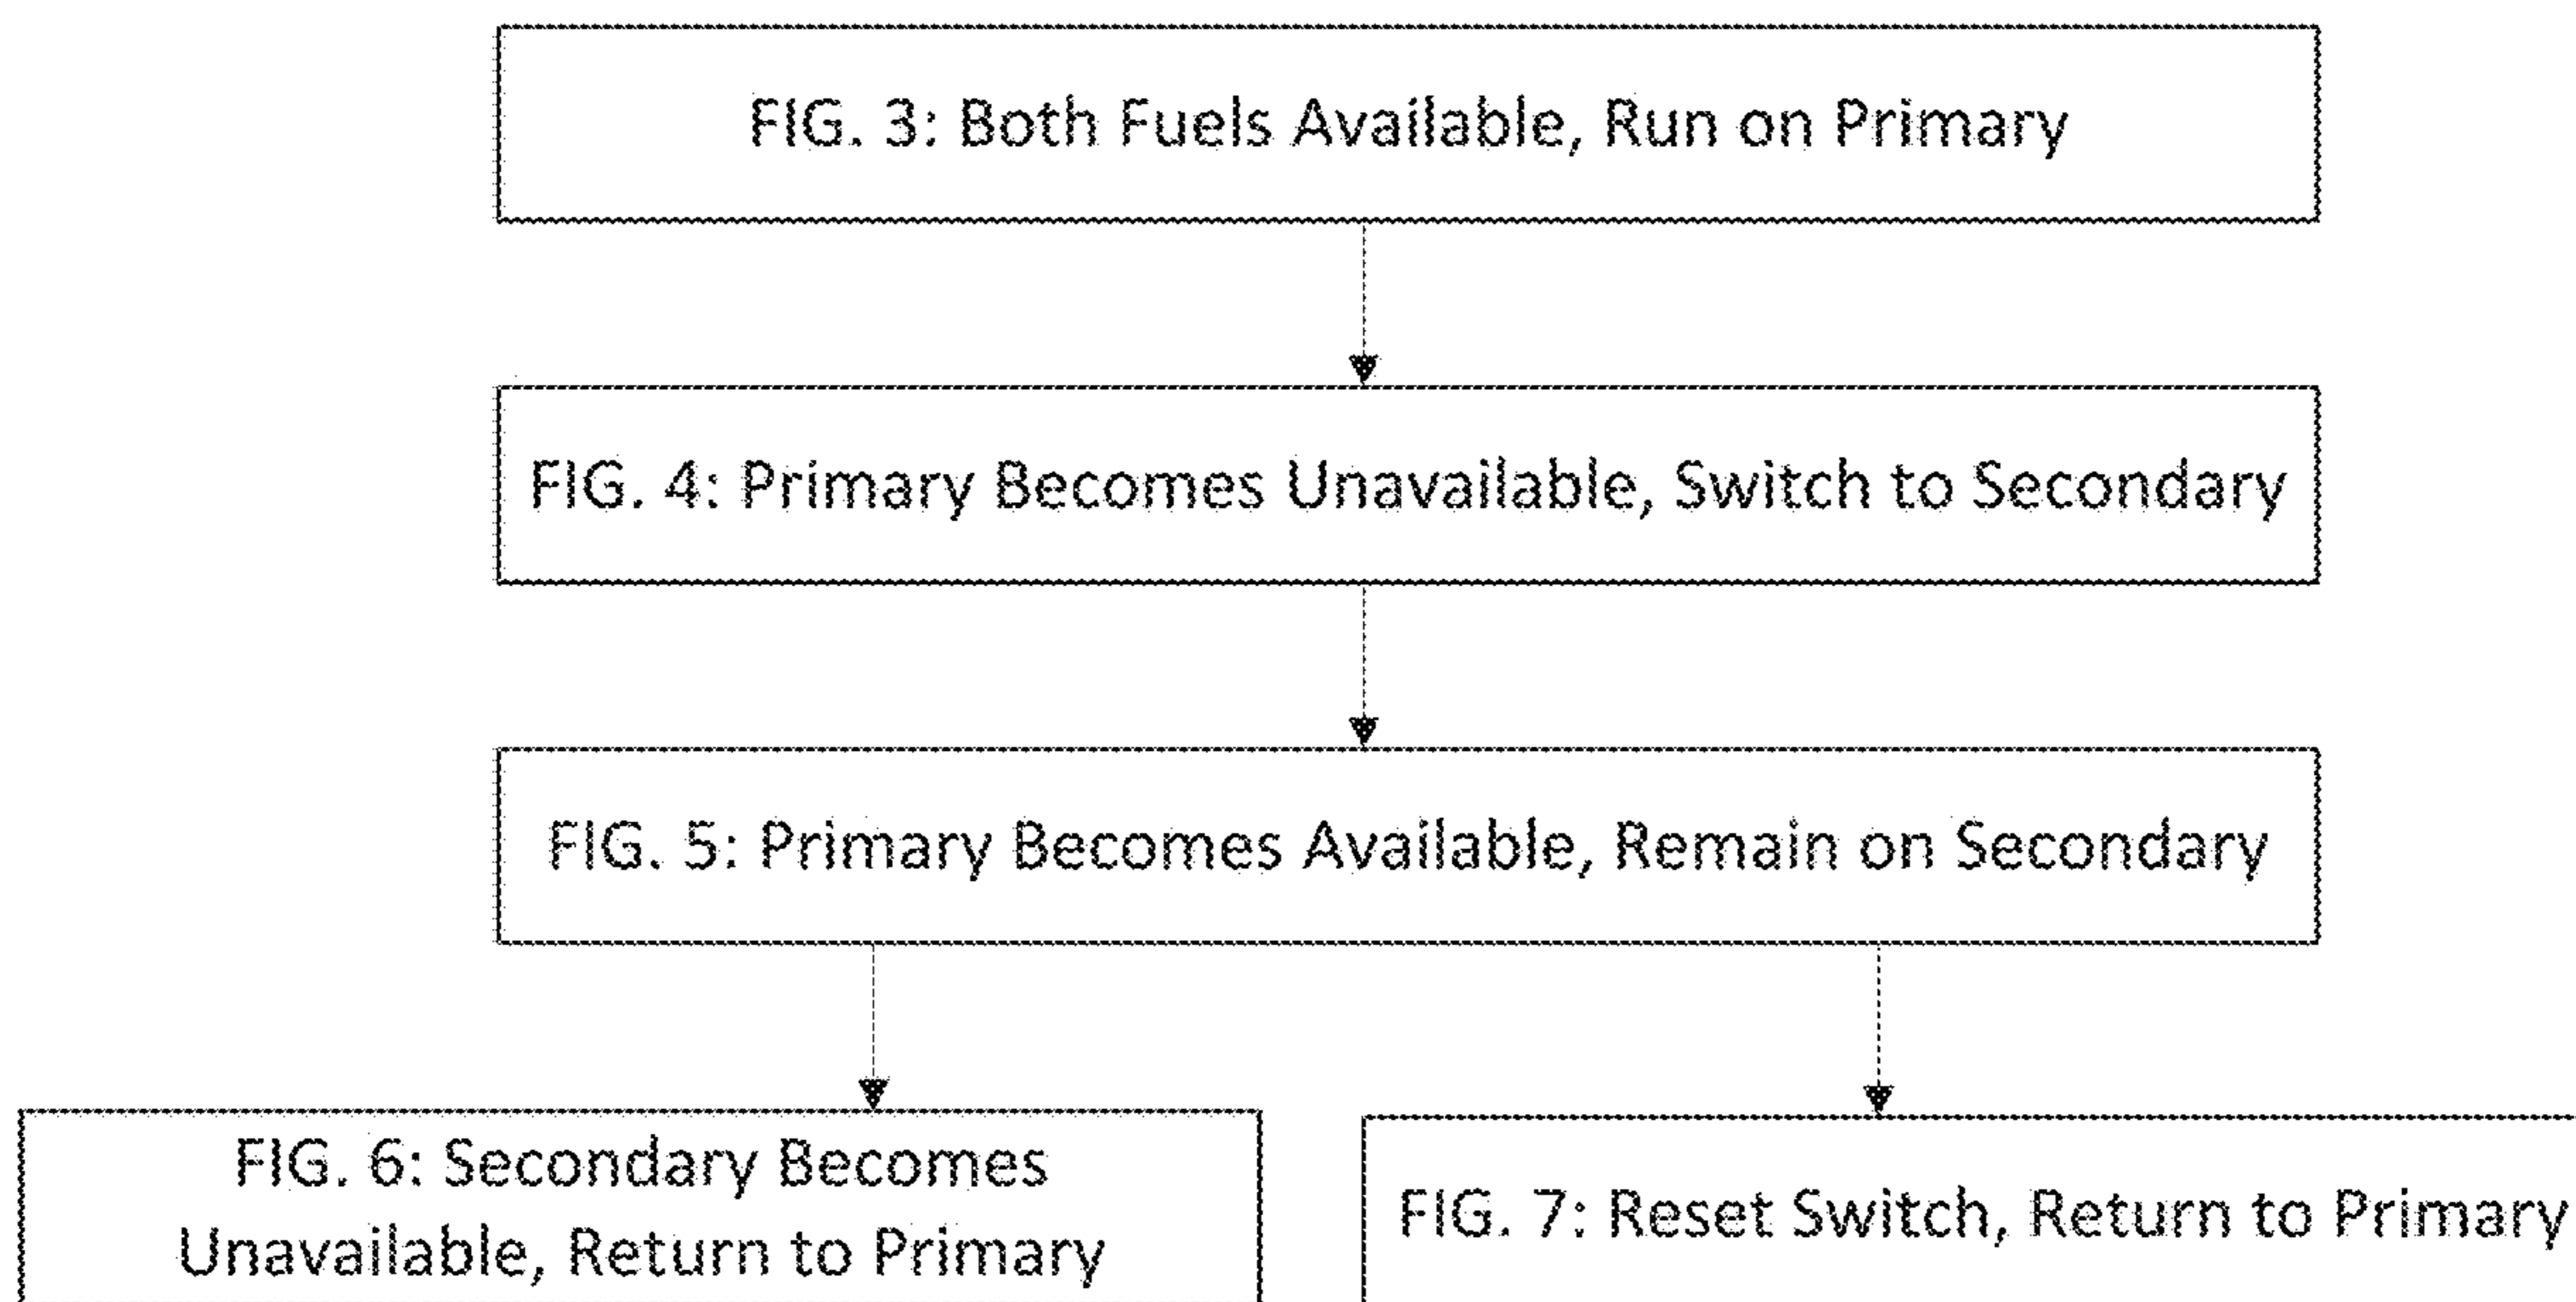 FIG. 3: Both Fuels Available, Run on Primary
FIG. 4: Primary Becomes Unavailable, Switch to Secondary
FIG. 5: Primary Becomes Available, Remain on Secondary
FIG. 6: Secondary Becomes
Unavailable, Return to Primary
FIG. 7: Reset Switch, Return to Primary